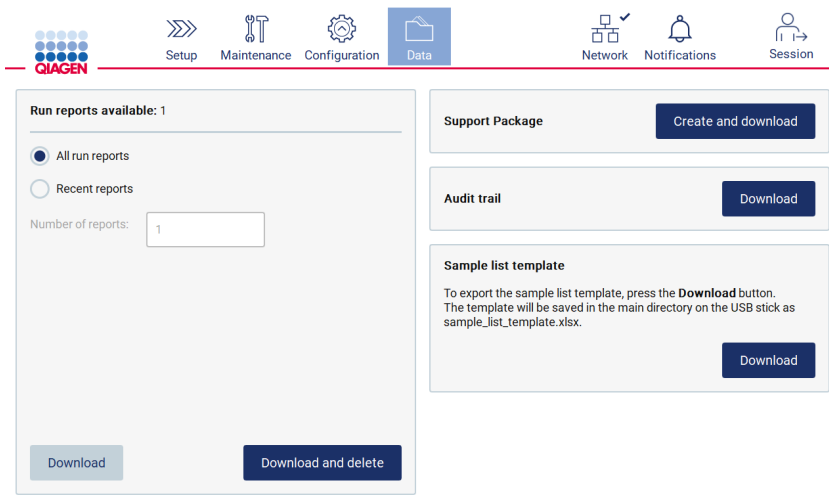 QIAGEN
Setup
Maintenance
Configuration
Data
Network
Notifications
Session
Run reports available: 1
All run reports
Recent reports
Number of reports:
1
Download
Download and delete
Support Package
Create and download
Audit trail
Download
Sample list template
To export the sample list template, press the Download button.
The template will be saved in the main directory on the USB stick as
sample_list_template.xlsx.
Download